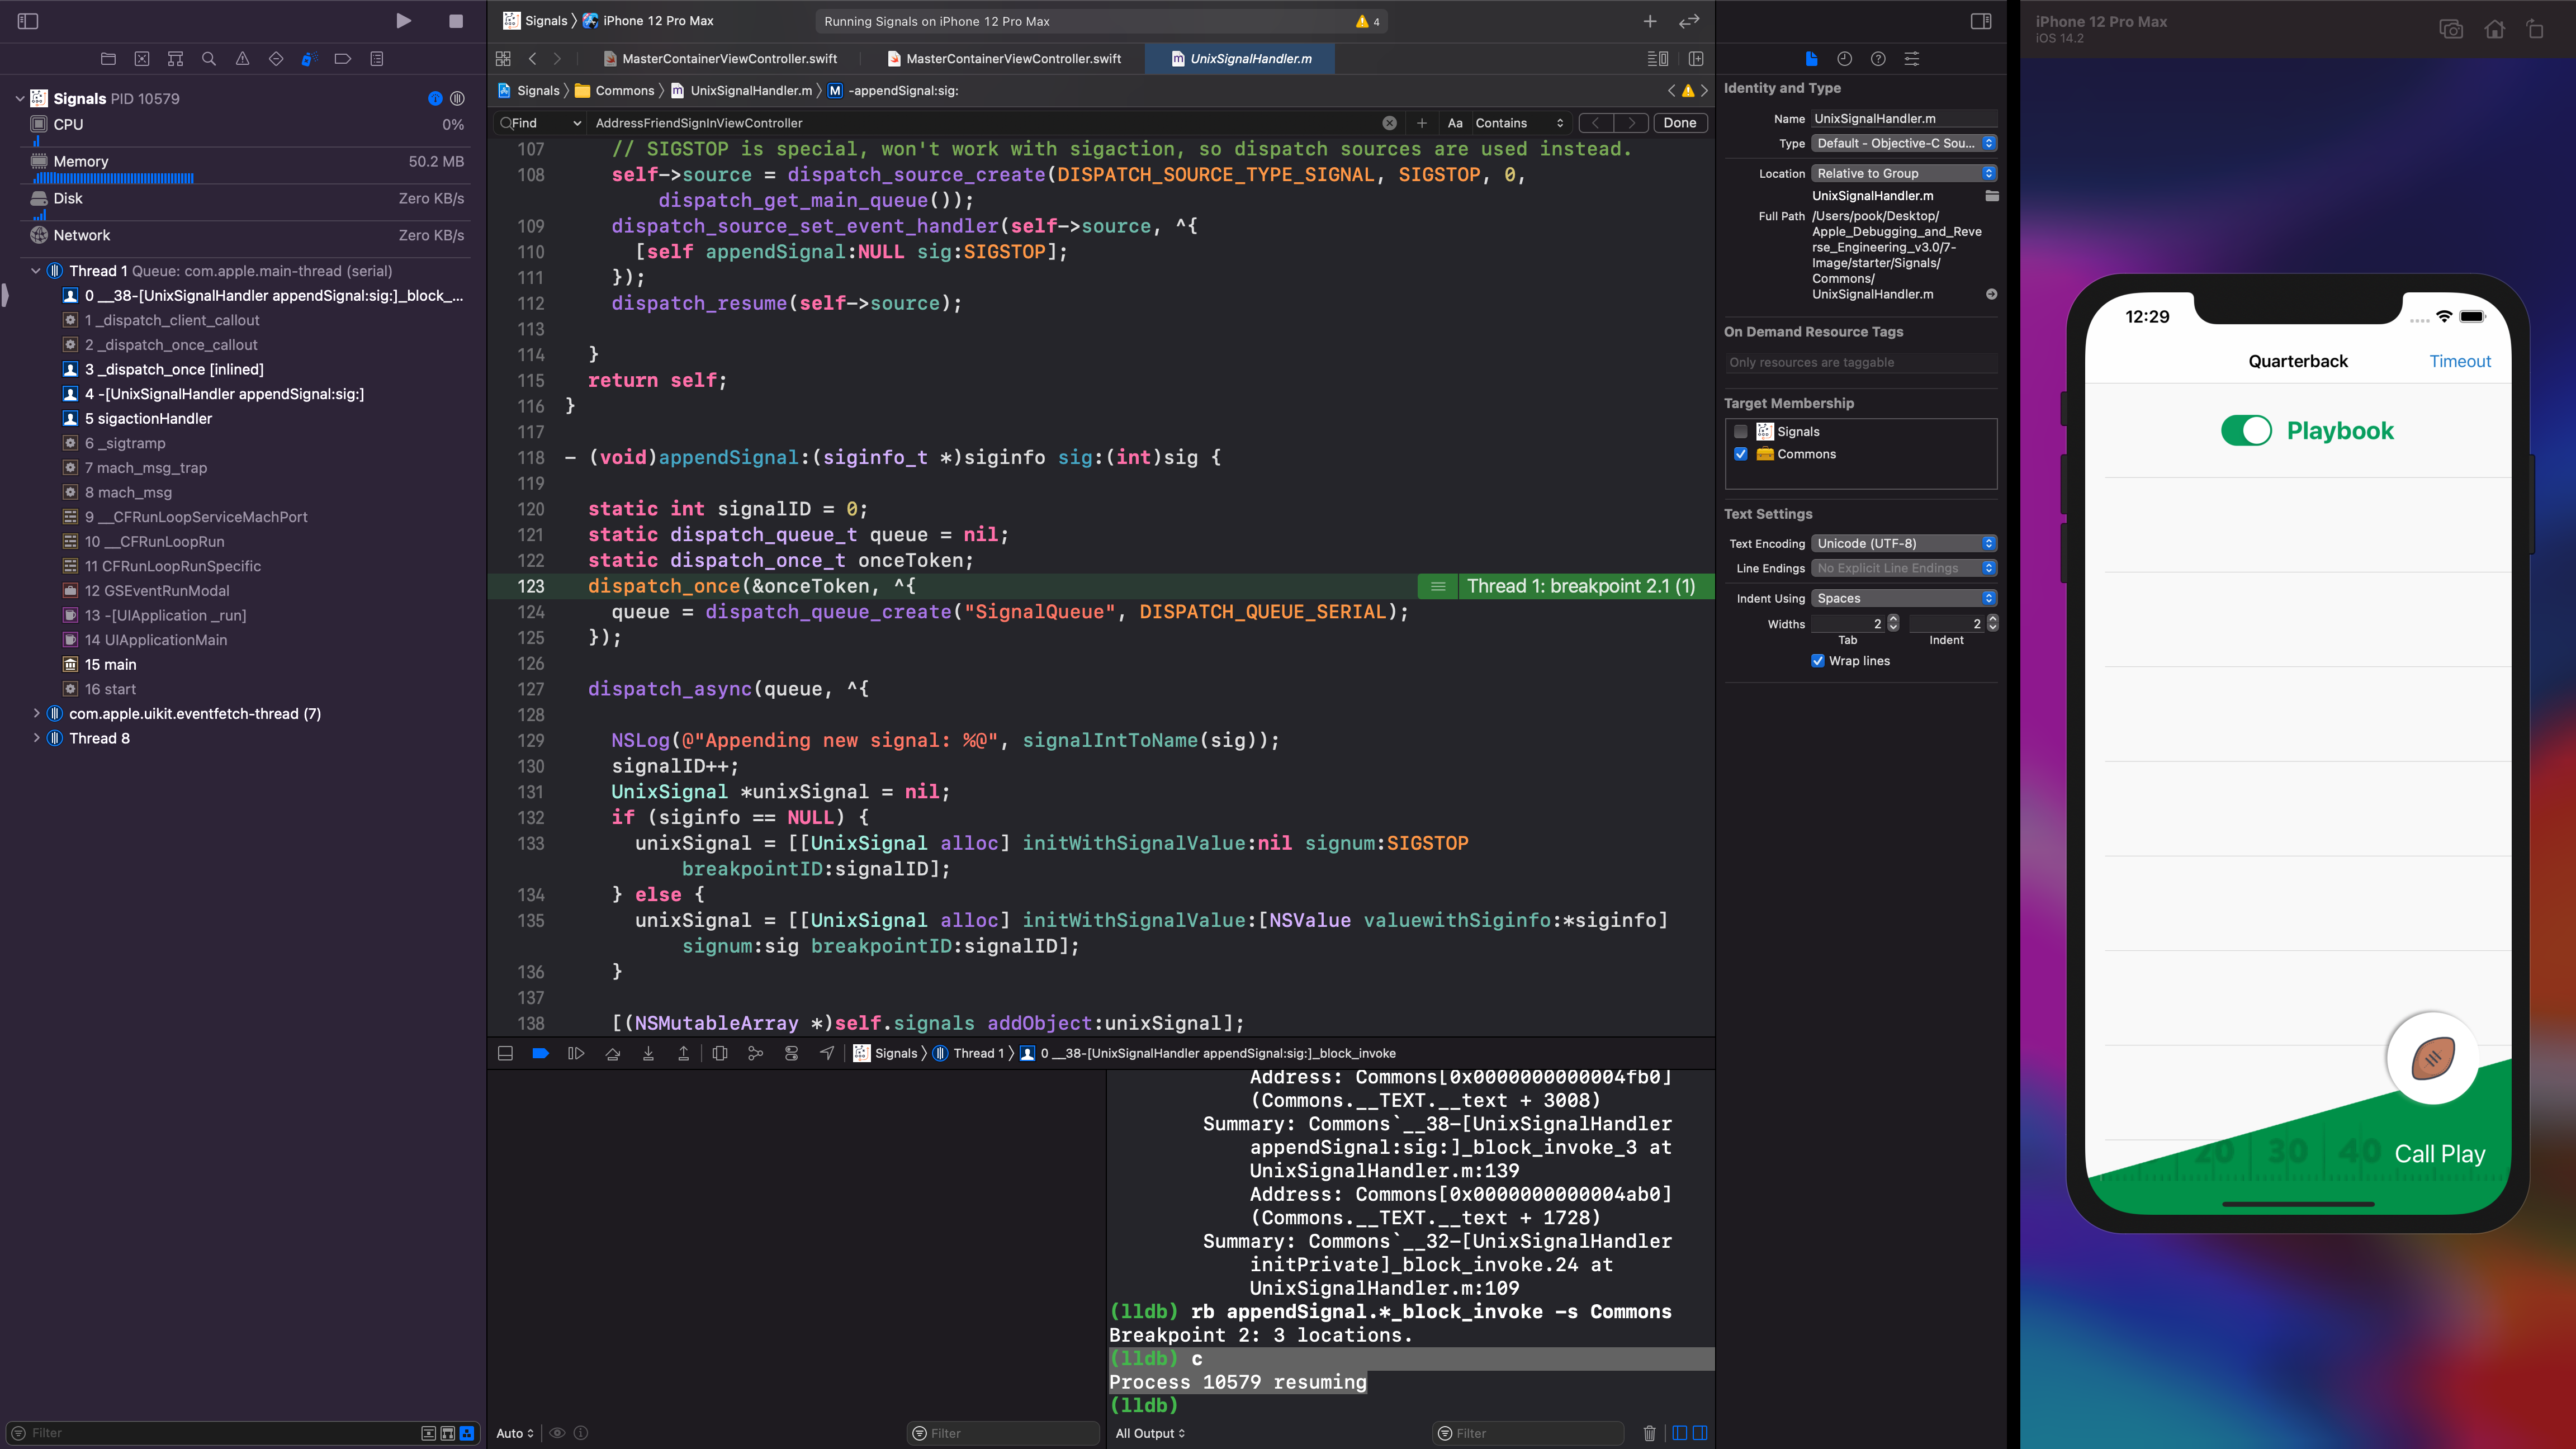 Signals PID 10579
CPU 0%
Memory 50.2 MB
Disk Zero KB/s
Network Zero KB/s
Thread 1 Queue: com.apple.main-thread (serial)
0 __38-[UnixSignalHandler appendSignal:sig:]_block_...
1 _dispatch_client_callout
2 _dispatch_once_callout
3 _dispatch_once [inlined]
4 -[UnixSignalHandler appendSignal:sig:]
5 sigactionHandler
6 _sigtramp
7 mach_msg_trap
8 mach_msg
9 __CFRunLoopServiceMachPort
10 __CFRunLoopRun
11 CFRunLoopRunSpecific
12 GSEventRunModal
13 -[UIApplication _run]
14 UIApplicationMain
15 main
16 start
com.apple.uikit.eventfetch-thread (7)
Thread 8
Filter
Signals 〉 iPhone 12 Pro Max
Running Signals on iPhone 12 Pro Max 4
MasterContainerViewController.swift MasterContainerViewController.swift UnixSignalHandler.m
Signals 〉 Commons 〉 UnixSignalHandler.m 〉 M -appendSignal:sig:
Find AddressFriendSignInViewController Aa Contains Done
107 // SIGSTOP is special, won't work with sigaction, so dispatch sources are used instead.
108 self->source = dispatch_source_create(DISPATCH_SOURCE_TYPE_SIGNAL, SIGSTOP, 0,
dispatch_get_main_queue());
109 dispatch_source_set_event_handler(self->source, ^{
110 [self appendSignal:NULL sig:SIGSTOP];
111 });
112 dispatch_resume(self->source);
113
114 }
115 return self;
116 }
117
118 - (void)appendSignal:(siginfo_t *)siginfo sig:(int)sig {
119
120 static int signalID = 0;
121 static dispatch_queue_t queue = nil;
122 static dispatch_once_t onceToken;
123 dispatch_once(&onceToken, ^{ Thread 1: breakpoint 2.1 (1)
124 queue = dispatch_queue_create("SignalQueue", DISPATCH_QUEUE_SERIAL);
125 });
126
127 dispatch_async(queue, ^{
128
129 NSLog(@"Appending new signal: %@", signalIntToName(sig));
130 signalID++;
131 UnixSignal *unixSignal = nil;
132 if (siginfo == NULL) {
133 unixSignal = [[UnixSignal alloc] initWithSignalValue:nil signum:SIGSTOP
breakpointID:signalID];
134 } else {
135 unixSignal = [[UnixSignal alloc] initWithSignalValue:[NSValue valuewithSiginfo:*siginfo]
signum:sig breakpointID:signalID];
136 }
137
138 [(NSMutableArray *)self.signals addObject:unixSignal];
Signals 〉 Thread 1 〉 0 __38-[UnixSignalHandler appendSignal:sig:]_block_invoke
Address: Commons[0x0000000000004fb0]
(Commons.__TEXT.__text + 3008)
Summary: Commons`__38-[UnixSignalHandler
appendSignal:sig:]_block_invoke_3 at
UnixSignalHandler.m:139
Address: Commons[0x0000000000004ab0]
(Commons.__TEXT.__text + 1728)
Summary: Commons`__32-[UnixSignalHandler
initPrivate]_block_invoke.24 at
UnixSignalHandler.m:109
(lldb) rb appendSignal.*_block_invoke -s Commons
Breakpoint 2: 3 locations.
(lldb) c
Process 10579 resuming
(lldb)
Auto Filter
All Output Filter
Identity and Type
Name UnixSignalHandler.m
Type Default - Objective-C Sou...
Location Relative to Group
UnixSignalHandler.m
Full Path /Users/pook/Desktop/
Apple_Debugging_and_Reve
rse_Engineering_v3.0/7-
Image/starter/Signals/
Commons/
UnixSignalHandler.m
On Demand Resource Tags
Only resources are taggable
Target Membership
Signals
Commons
Text Settings
Text Encoding Unicode (UTF-8)
Line Endings No Explicit Line Endings
Indent Using Spaces
Widths 2 2
Tab Indent
Wrap lines
iPhone 12 Pro Max
iOS 14.2
12:29
Quarterback Timeout
Playbook
20 30 40
Call Play